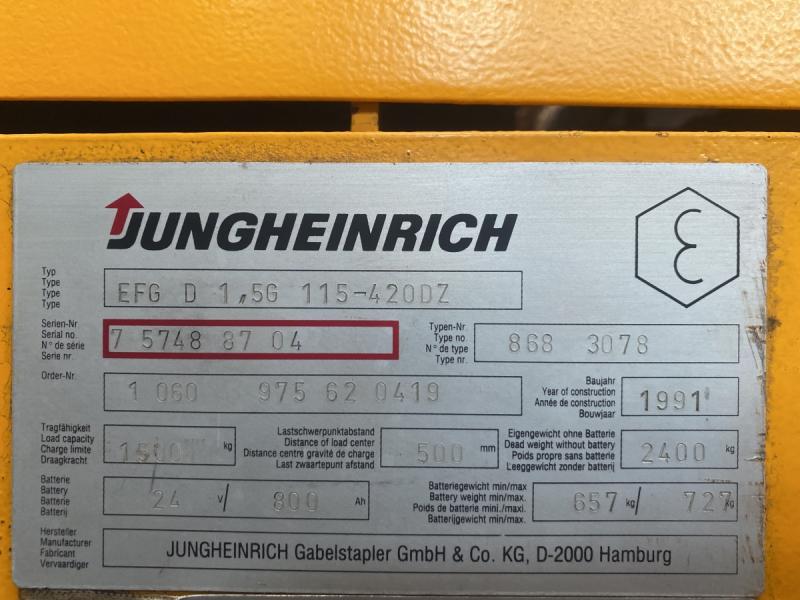 JUNGHEINRICH
Ɛ
Typ
Type
Type
Type
EFG D 1,5G 115-420DZ
Serien-Nr.
Serial no.
N° de série
Serie nr.
7 5748 87 04
Typen-Nr.
Type no.
N° de type
Type nr.
868 3078
Order-Nr.
1 060 975 62 0419
Baujahr
Year of construction
Année de construction
Bouwjaar
1991
Tragfähigkeit
Load capacity
Charge limite
Draagkracht
1500 kg
Lastschwerpunktabstand
Distance of load center
Distance centre gravité de charge
Last zwaartepunt afstand
500 mm
Eigengewicht ohne Batterie
Dead weight without battery
Poids propre sans batterie
Leeggewicht zonder batterij
2400 kg
Batterie
Battery
Batterie
Batterij
24 V/ 800 Ah
Batteriegewicht min/max
Battery weight min/max.
Poids de batterie mini./maxi.
Batterijgewicht min/max.
657 kg/ 727 kg
Hersteller
Manufacturer
Fabricant
Vervaardiger
JUNGHEINRICH Gabelstapler GmbH & Co. KG, D-2000 Hamburg